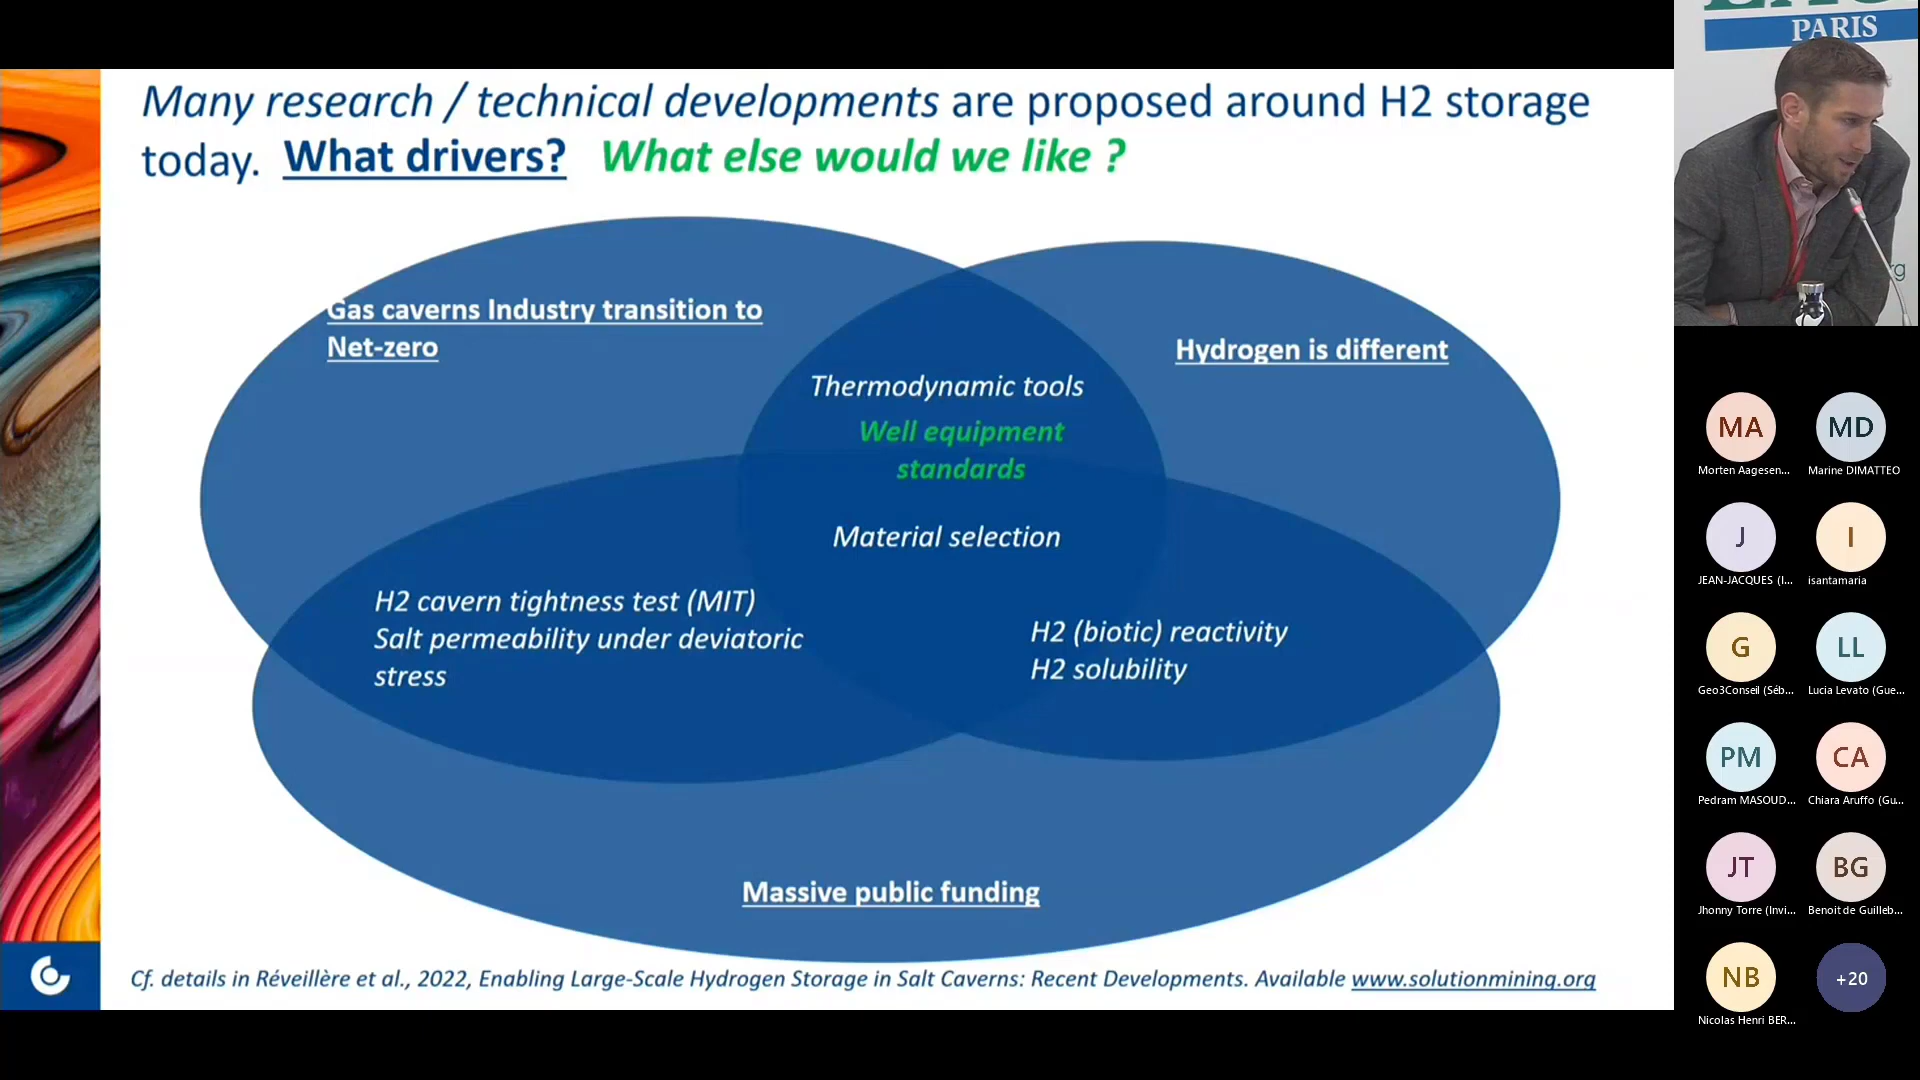 Many research / technical developments are proposed around H2 storage
today. What drivers? What else would we like ?
Gas caverns Industry transition to
Net-zero
Hydrogen is different
Thermodynamic tools
Well equipment
standards
Material selection
H2 cavern tightness test (MIT)
Salt permeability under deviatoric
stress
H2 (biotic) reactivity
H2 solubility
Massive public funding
Cf. details in Réveillère et al., 2022, Enabling Large-Scale Hydrogen Storage in Salt Caverns: Recent Developments. Available www.solutionmining.org
PARIS
MA
MD
Morten Aagesen...
Marine DIMATTEO
J
I
JEAN-JACQUES (I...
isantamaria
G
LL
Geo3Conseil (Séb...
Lucia Levato (Gue...
PM
CA
Pedram MASOUD...
Chiara Aruffo (Gu...
JT
BG
Jhonny Torre (Invi...
Benoit de Guilleb...
NB
+20
Nicolas Henri BER...